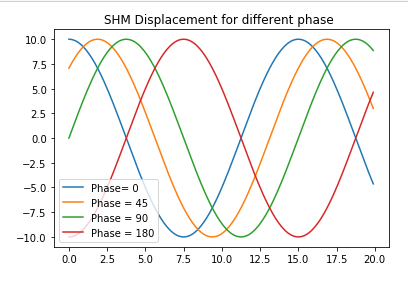 SHM Displacement for different phase
10.0
7.5
5.0
2.5
0.0
−2.5
−5.0
−7.5
−10.0
Phase= 0
Phase = 45
Phase = 90
Phase = 180
0.0 2.5 5.0 7.5 10.0 12.5 15.0 17.5 20.0